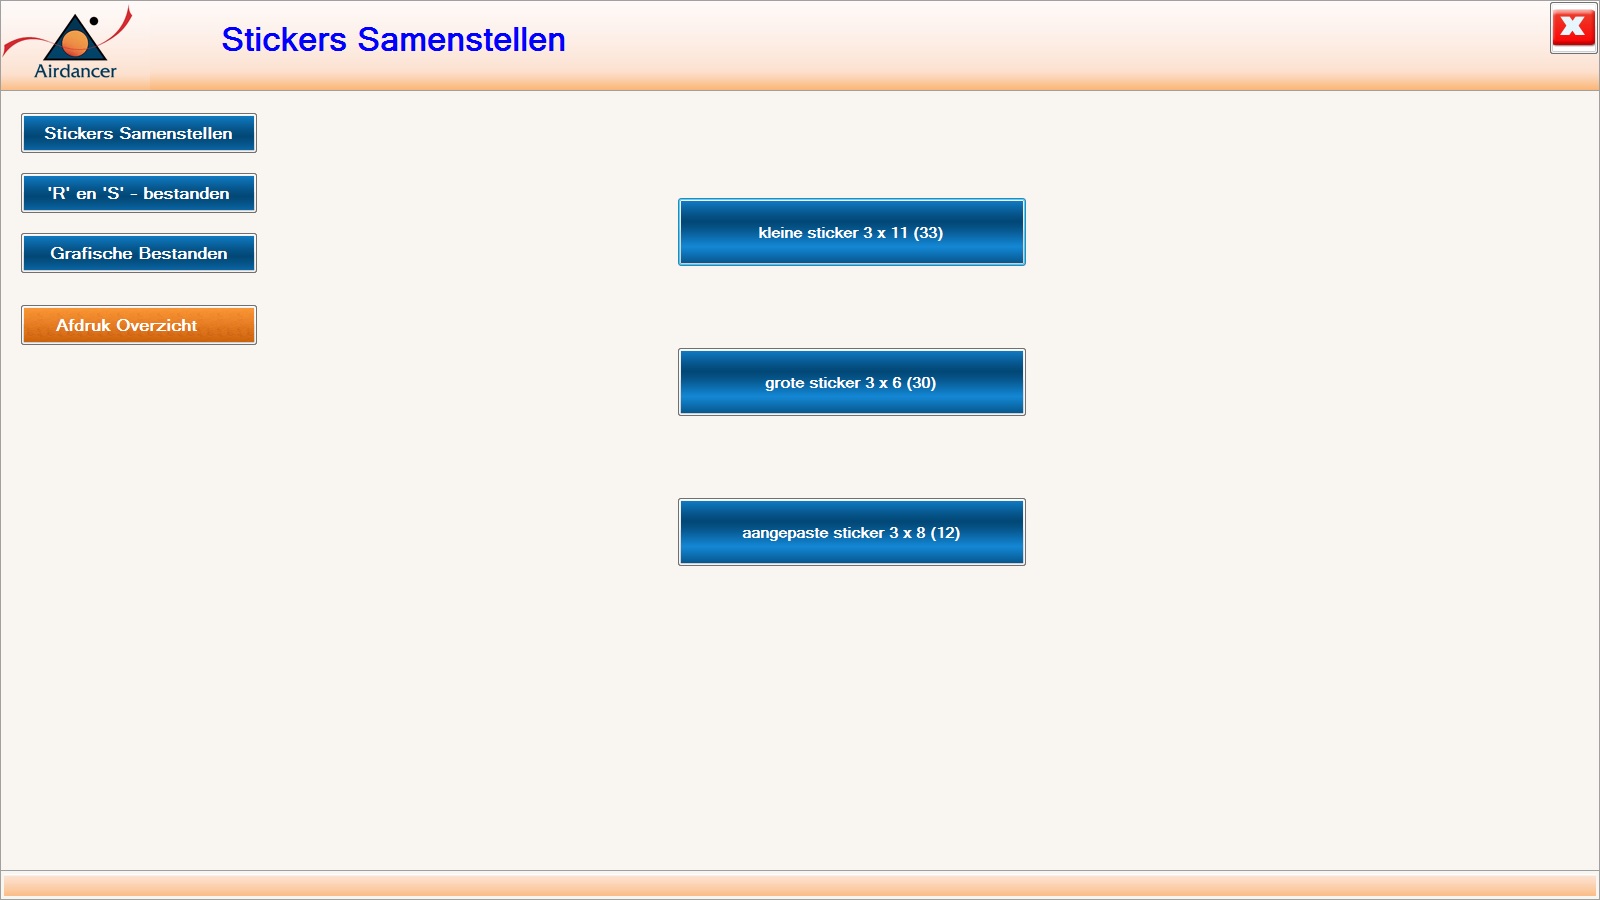 Airdancer
Stickers Samenstellen
X
Stickers Samenstellen
'R' en 'S' - bestanden
Grafische Bestanden
Afdruk Overzicht
kleine sticker 3 x 11 (33)
grote sticker 3 x 6 (30)
aangepaste sticker 3 x 8 (12)